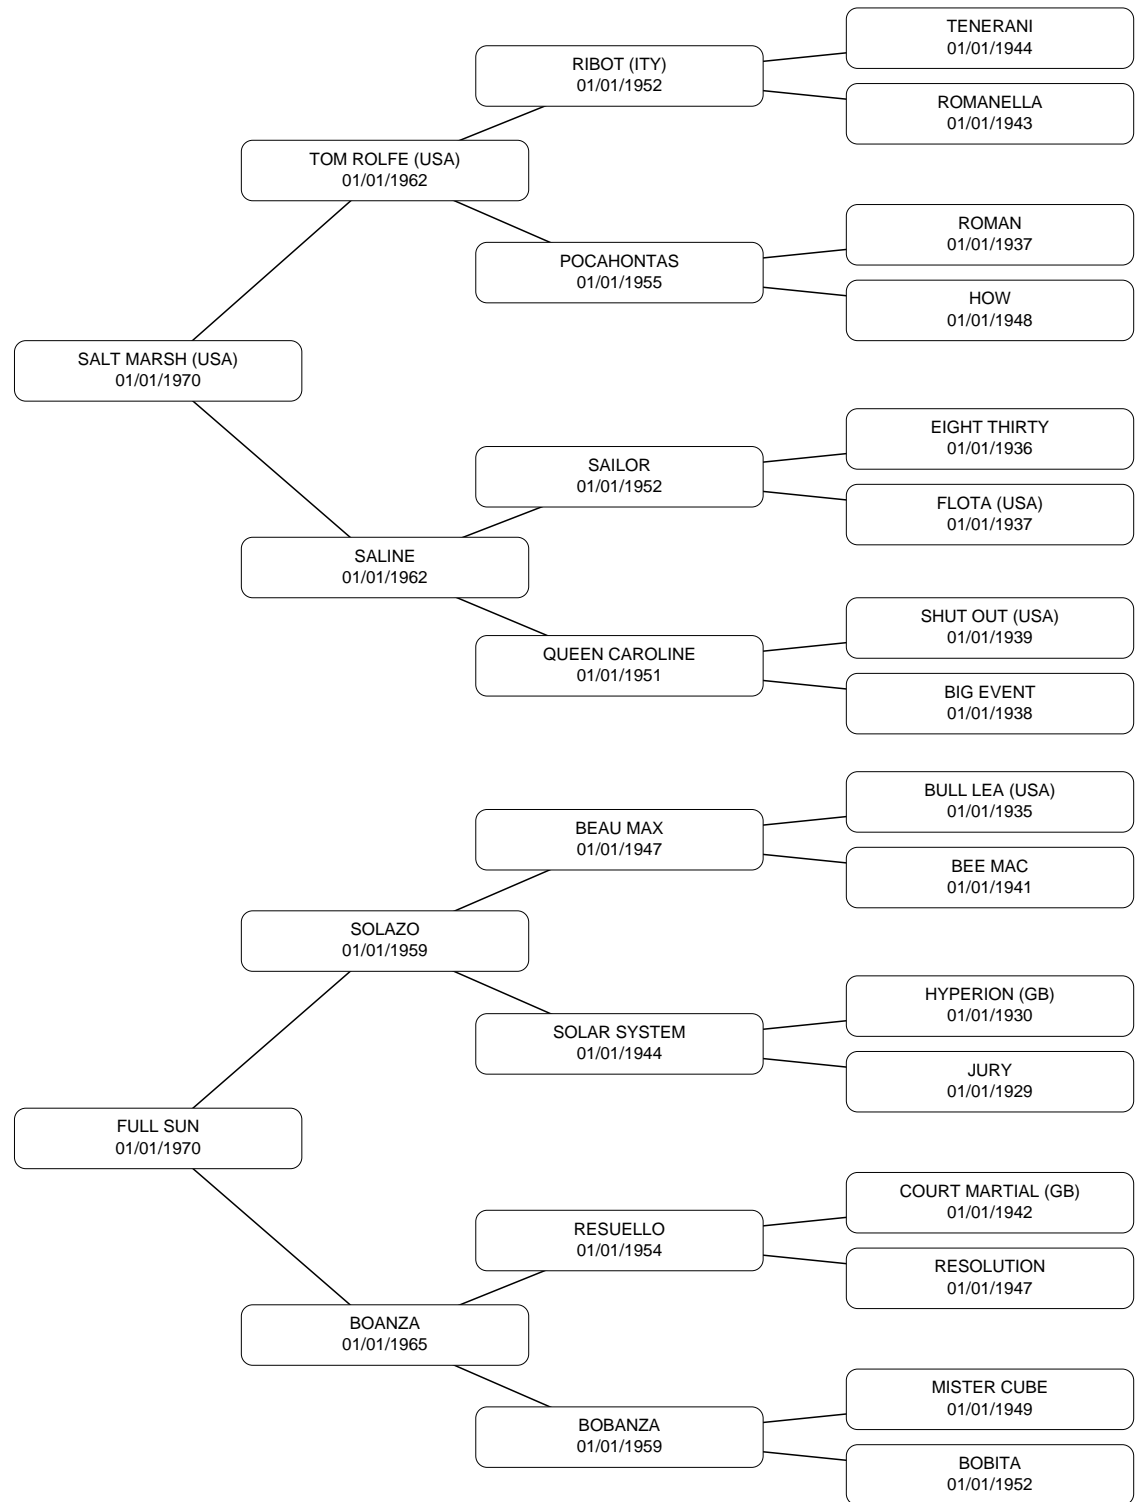 TENERANI
01/01/1944
RIBOT (ITY)
01/01/1952
ROMANELLA
01/01/1943
TOM ROLFE (USA)
01/01/1962
ROMAN
01/01/1937
POCAHONTAS
01/01/1955
HOW
01/01/1948
SALT MARSH (USA)
01/01/1970
EIGHT THIRTY
01/01/1936
SAILOR
01/01/1952
FLOTA (USA)
01/01/1937
SALINE
01/01/1962
SHUT OUT (USA)
01/01/1939
QUEEN CAROLINE
01/01/1951
BIG EVENT
01/01/1938
BULL LEA (USA)
01/01/1935
BEAU MAX
01/01/1947
BEE MAC
01/01/1941
SOLAZO
01/01/1959
HYPERION (GB)
01/01/1930
SOLAR SYSTEM
01/01/1944
JURY
01/01/1929
FULL SUN
01/01/1970
COURT MARTIAL (GB)
01/01/1942
RESUELLO
01/01/1954
RESOLUTION
01/01/1947
BOANZA
01/01/1965
MISTER CUBE
01/01/1949
BOBANZA
01/01/1959
BOBITA
01/01/1952